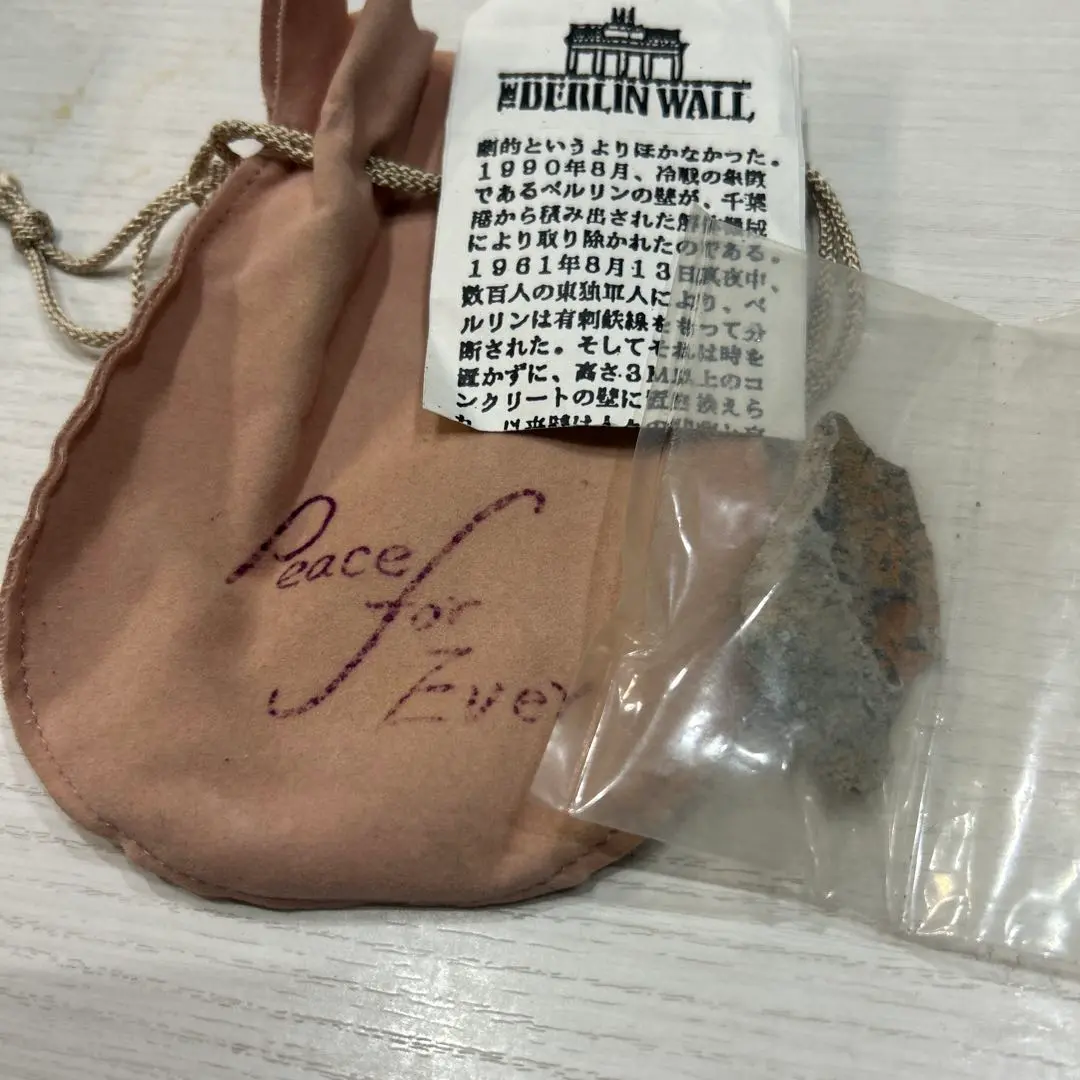 THE BERLIN WALL
劇的というよりほかなかった。
1990年8月、冷戦の象徴
であるベルリンの壁が、千葉
港から積み出された解体機械
により取り除かれたのである。
1961年8月13日真夜中、
数百人の東独軍人により、ベ
ルリンは有刺鉄線をもって分
断された。そしてそれは時を
置かずに、高さ3M以上のコ
ンクリートの壁に置き換えら
Peace
for
Ever